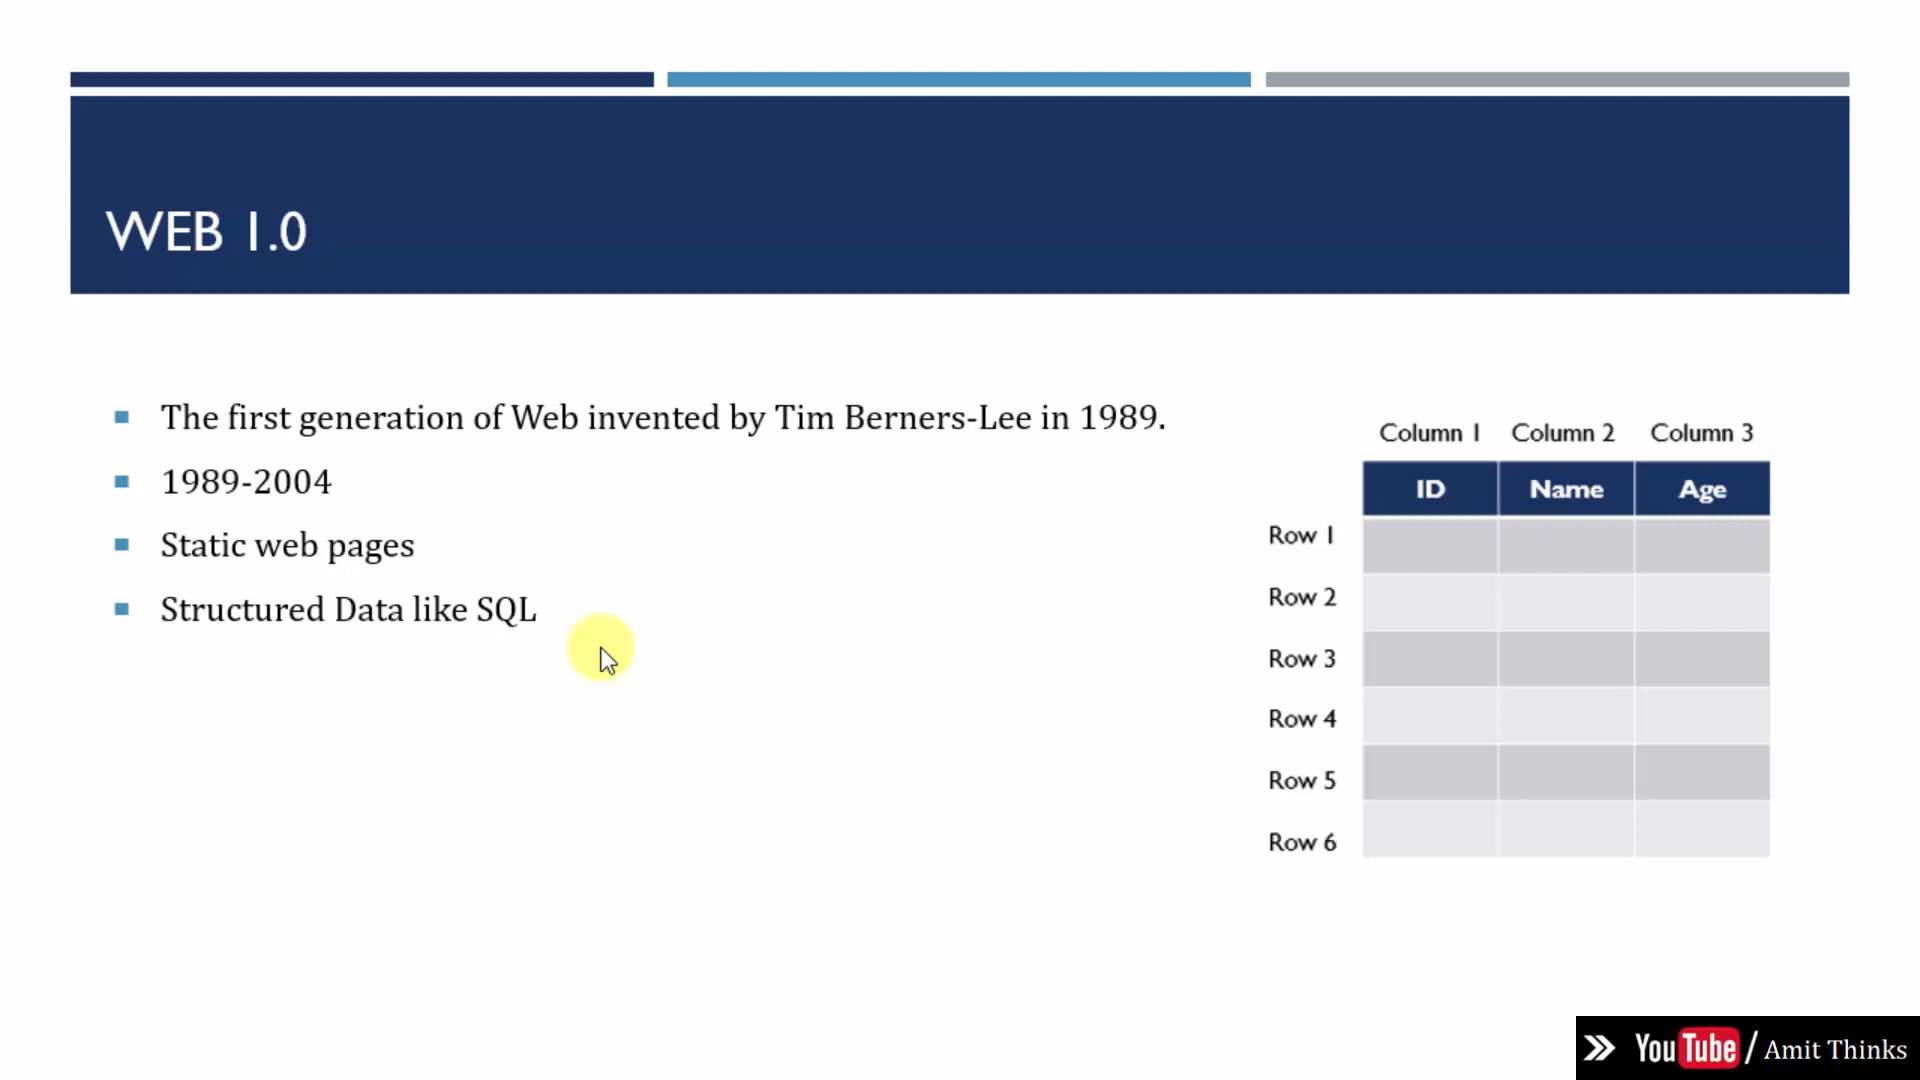 WEB 1.0
The first generation of Web invented by Tim Berners-Lee in 1989.
1989-2004
Static web pages
Structured Data like SQL
Column 1 Column 2 Column 3
ID Name Age
Row 1
Row 2
Row 3
Row 4
Row 5
Row 6
YouTube / Amit Thinks